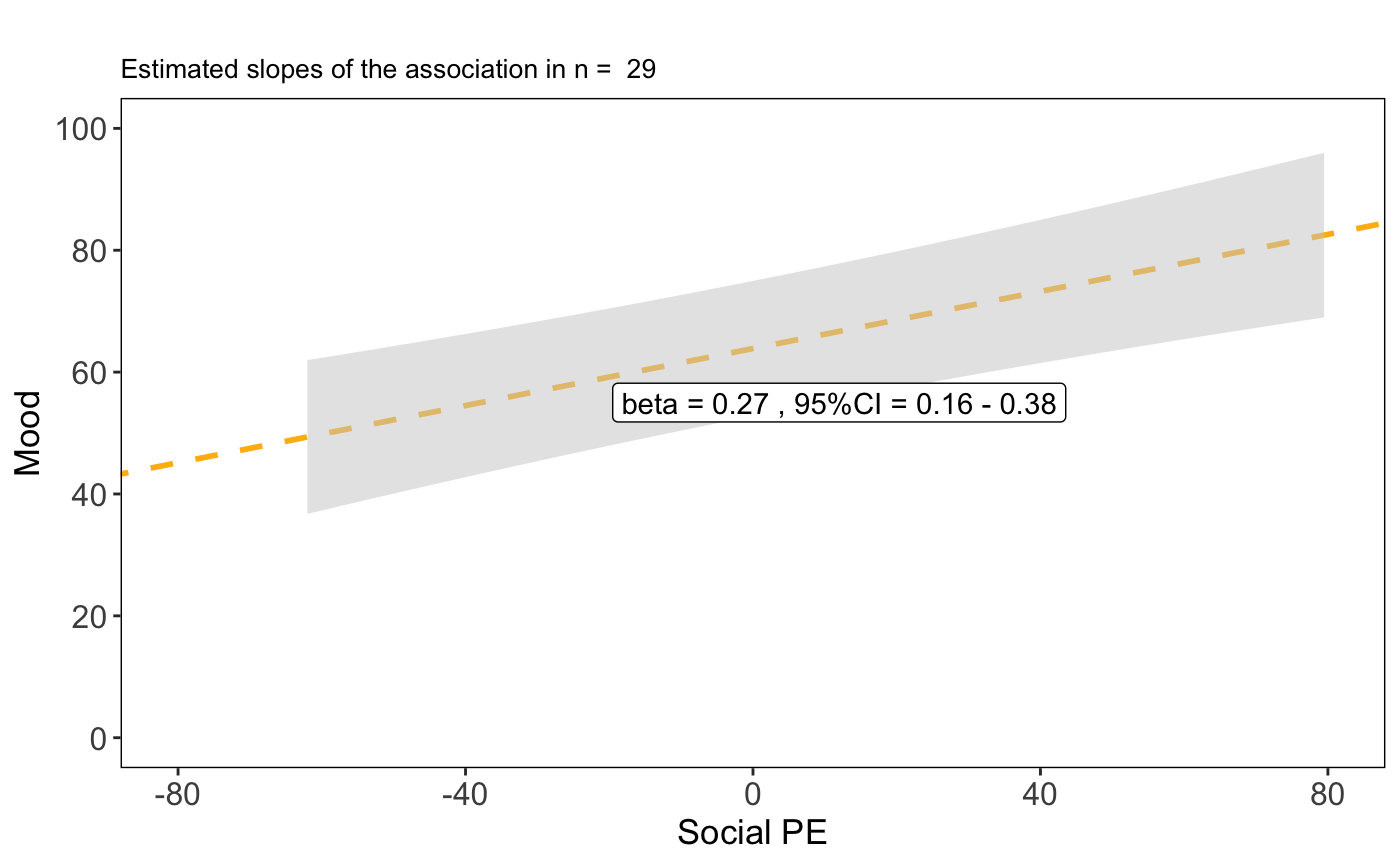 Estimated slopes of the association in n =  29
100
80
60
40
20
0
Mood
beta = 0.27 , 95%CI = 0.16 - 0.38
-80
-40
0
40
80
Social PE